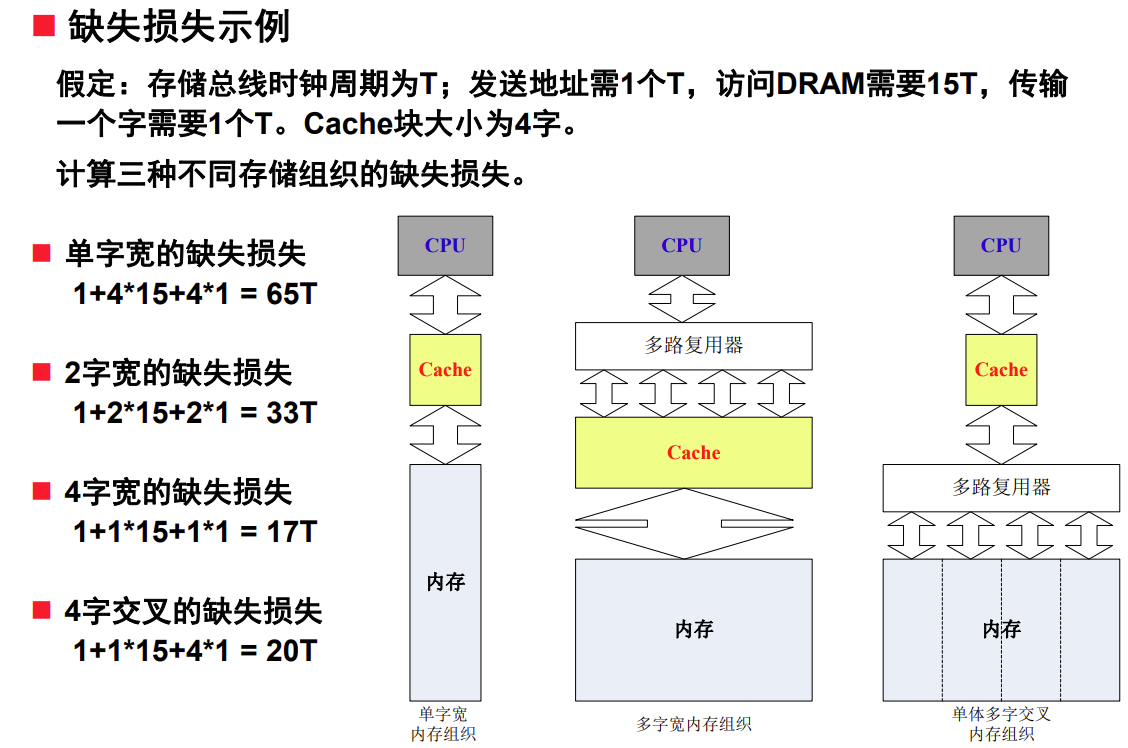 缺失损失示例
假定：存储总线时钟周期为T；发送地址需1个T，访问DRAM需要15T，传输
一个字需要1个T。Cache块大小为4字。
计算三种不同存储组织的缺失损失。
单字宽的缺失损失
1+4*15+4*1 = 65T
2字宽的缺失损失
1+2*15+2*1 = 33T
4字宽的缺失损失
1+1*15+1*1 = 17T
4字交叉的缺失损失
1+1*15+4*1 = 20T
CPU
Cache
内存
单字宽
内存组织
CPU
多路复用器
Cache
内存
多字宽内存组织
CPU
Cache
多路复用器
内存
单体多字交叉
内存组织